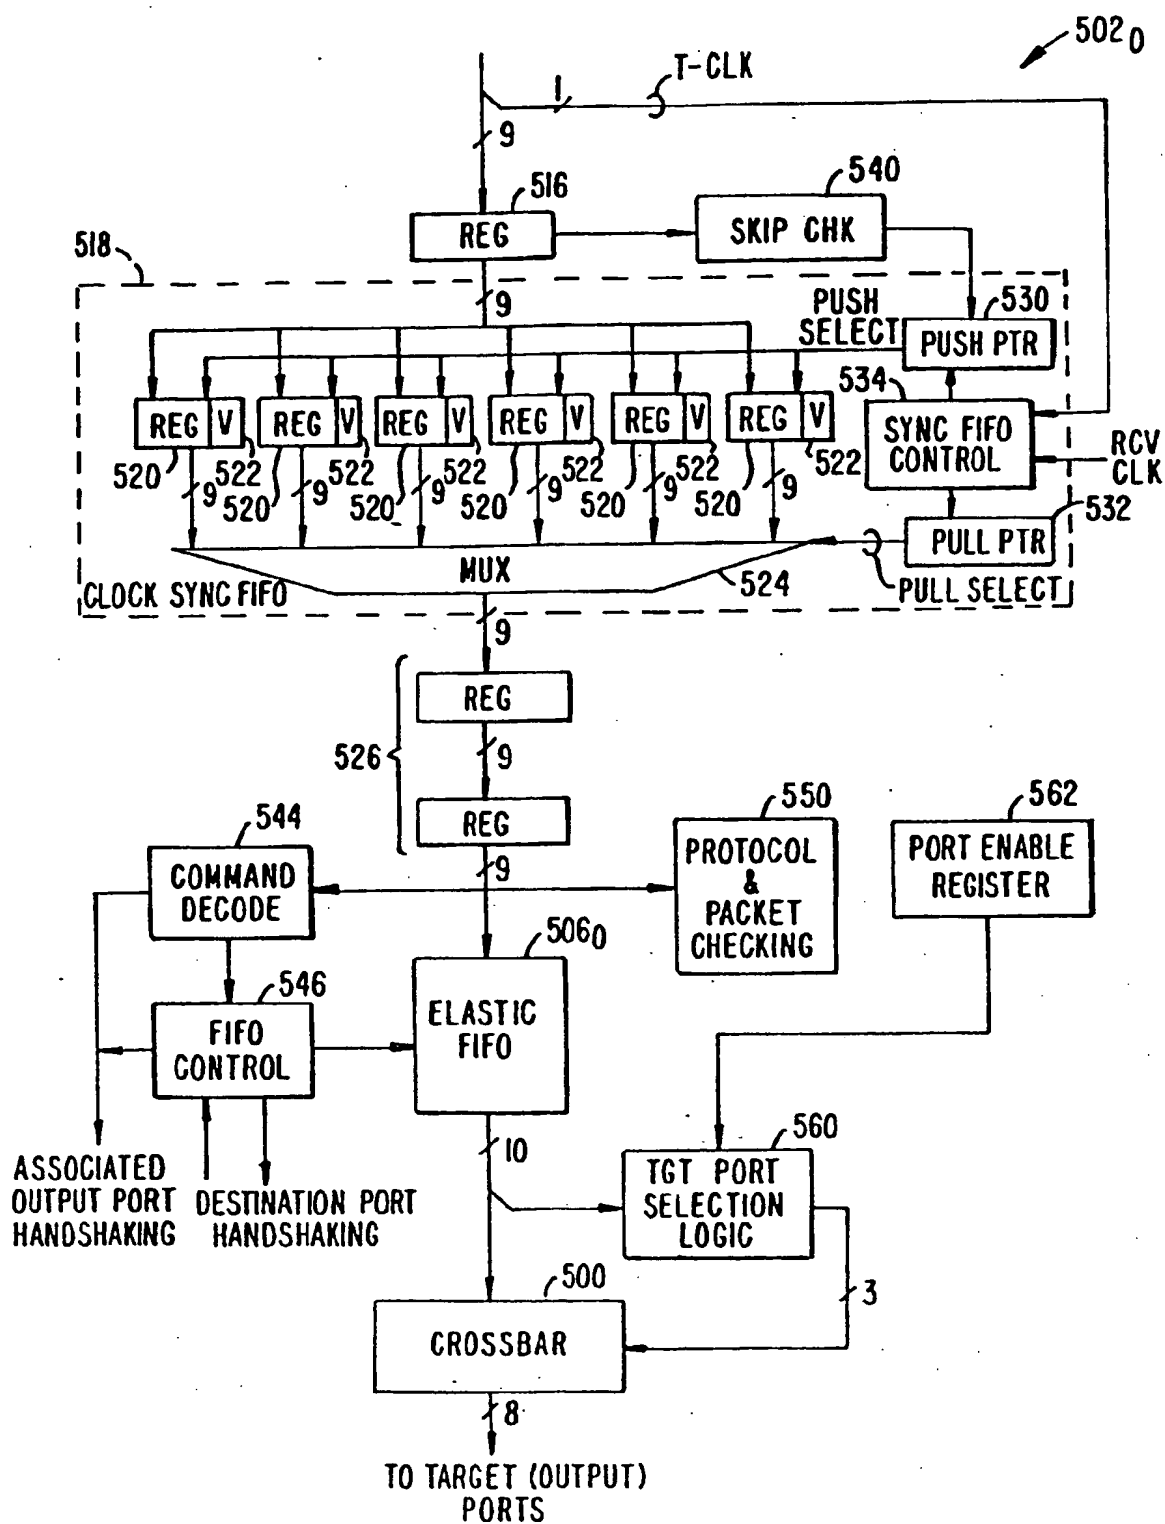 502₀
T-CLK
1
9
516
540
REG
SKIP CHK
518
9
PUSH
SELECT
530
PUSH PTR
534
REG V
REG V
REG V
REG V
REG V
REG V
SYNC FIFO
CONTROL
RCV
CLK
520
522
520
522
520
522
520
522
520
522
520
522
9
9
9
9
9
9
532
PULL PTR
MUX
524
PULL SELECT
CLOCK SYNC FIFO
9
REG
526
9
REG
9
544
COMMAND
DECODE
550
PROTOCOL
&
PACKET
CHECKING
562
PORT ENABLE
REGISTER
506₀
ELASTIC
FIFO
546
FIFO
CONTROL
10
560
TGT PORT
SELECTION
LOGIC
ASSOCIATED
OUTPUT PORT
HANDSHAKING
DESTINATION PORT
HANDSHAKING
500
CROSSBAR
3
8
TO TARGET (OUTPUT)
PORTS